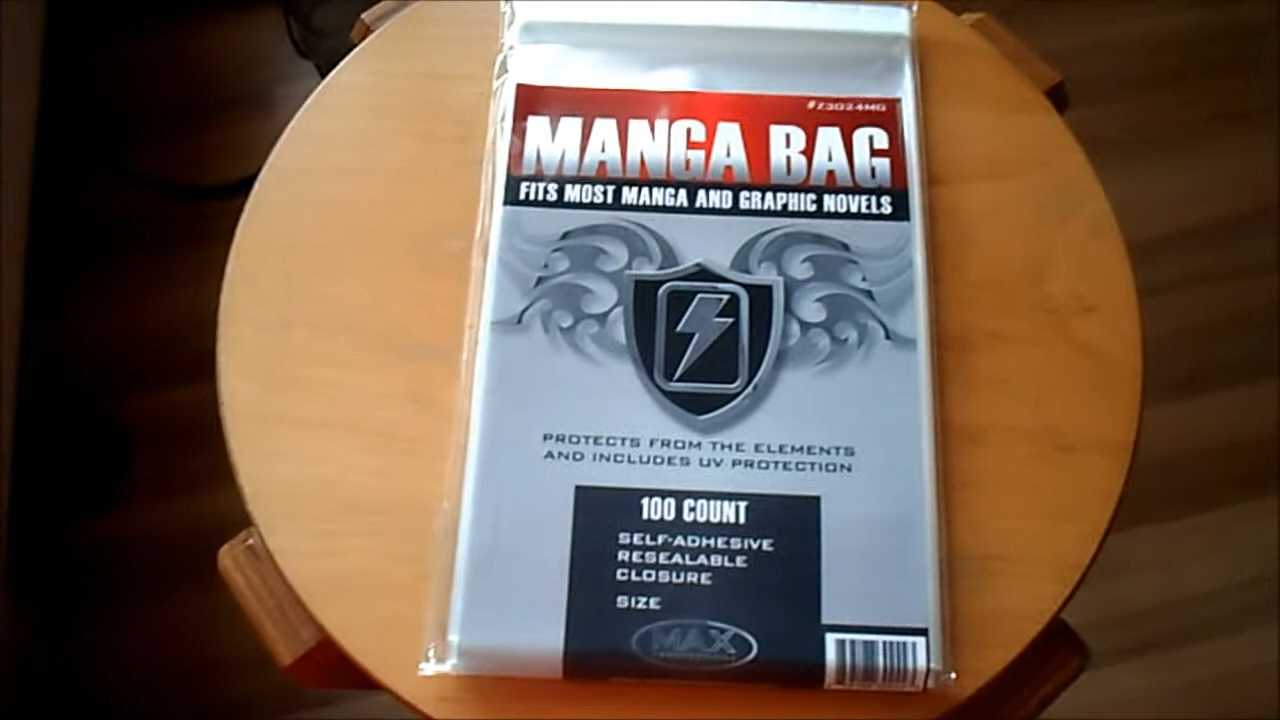 #73024MG
MANGA BAG
FITS MOST MANGA AND GRAPHIC NOVELS
PROTECTS FROM THE ELEMENTS
AND INCLUDES UV PROTECTION
100 COUNT
SELF-ADHESIVE
RESEALABLE
CLOSURE
SIZE
MAX